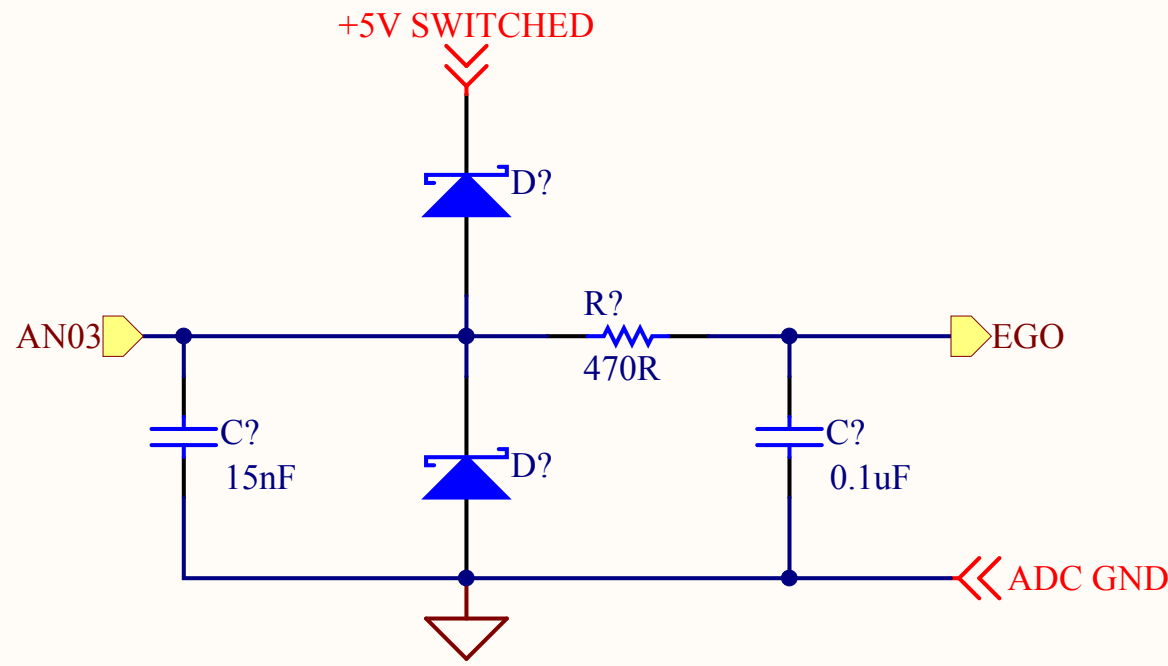 +5V SWITCHED
D?
R?
AN03
EGO
470R
C?
D?
C?
15nF
0.1uF
ADC GND